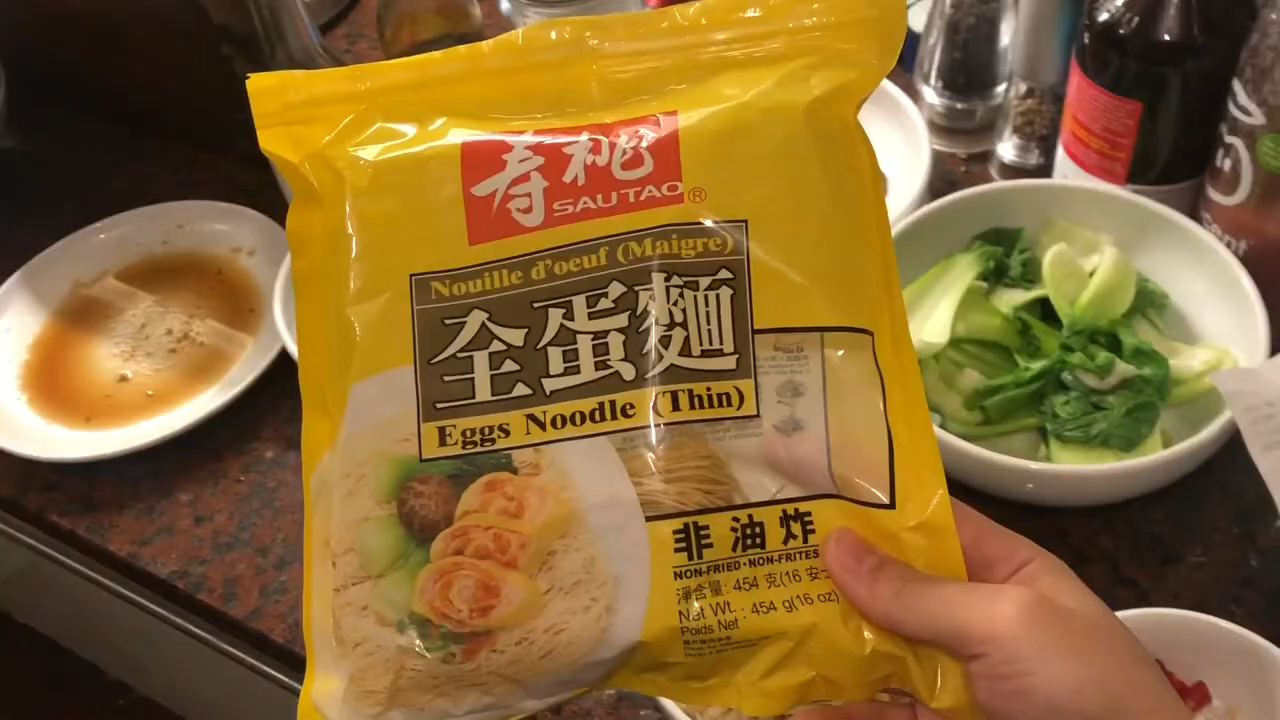 寿桃
SAUTAO®
Nouille d'oeuf (Maigre)
全蛋麵
Eggs Noodle (Thin)
非油炸
NON-FRIED·NON-FRITES
淨含量: 454 克(16 安
Net Wt. : 454 g(16 oz)
Poids Net :